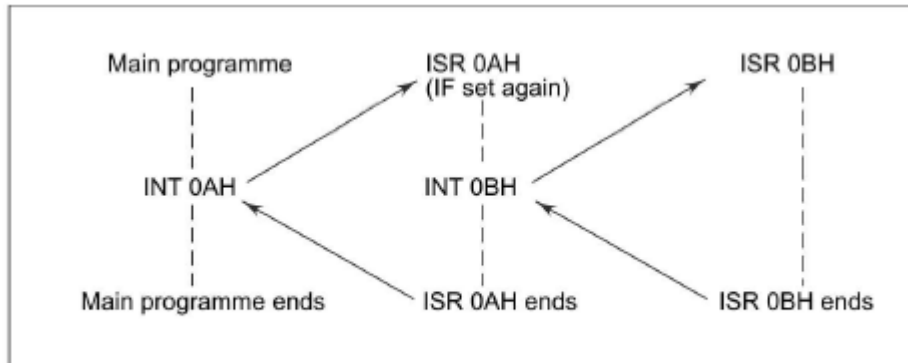 Main programme
ISR 0AH
(IF set again)
ISR 0BH
INT 0AH
INT 0BH
Main programme ends
ISR 0AH ends
ISR 0BH ends